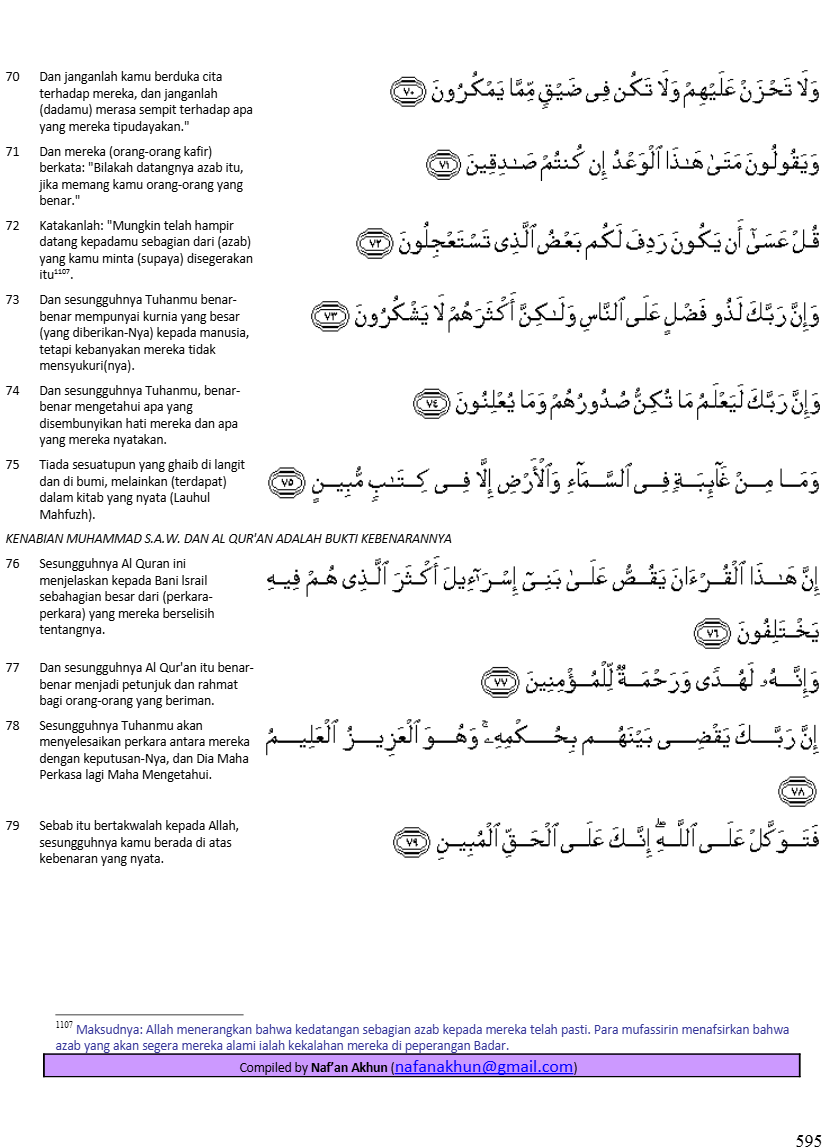 70 Dan janganlah kamu berduka cita
terhadap mereka, dan janganlah
(dadamu) merasa sempit terhadap apa
yang mereka tipudayakan."
وَلَا تَحْزَنْ عَلَيْهِمْ وَلَا تَكُن فِى ضَيْقٍ مِّمَّا يَمْكُرُونَ ٧٠
71 Dan mereka (orang-orang kafir)
berkata: "Bilakah datangnya azab itu,
jika memang kamu orang-orang yang
benar."
وَيَقُولُونَ مَتَىٰ هَـٰذَا ٱلْوَعْدُ إِن كُنتُمْ صَـٰدِقِينَ ٧١
72 Katakanlah: "Mungkin telah hampir
datang kepadamu sebagian dari (azab)
yang kamu minta (supaya) disegerakan
itu¹¹⁰⁷.
قُلْ عَسَىٰٓ أَن يَكُونَ رَدِفَ لَكُم بَعْضُ ٱلَّذِى تَسْتَعْجِلُونَ ٧٢
73 Dan sesungguhnya Tuhanmu benar-
benar mempunyai kurnia yang besar
(yang diberikan-Nya) kepada manusia,
tetapi kebanyakan mereka tidak
mensyukuri(nya).
وَإِنَّ رَبَّكَ لَذُو فَضْلٍ عَلَى ٱلنَّاسِ وَلَـٰكِنَّ أَكْثَرَهُمْ لَا يَشْكُرُونَ ٧٣
74 Dan sesungguhnya Tuhanmu, benar-
benar mengetahui apa yang
disembunyikan hati mereka dan apa
yang mereka nyatakan.
وَإِنَّ رَبَّكَ لَيَعْلَمُ مَا تُكِنُّ صُدُورُهُمْ وَمَا يُعْلِنُونَ ٧٤
75 Tiada sesuatupun yang ghaib di langit
dan di bumi, melainkan (terdapat)
dalam kitab yang nyata (Lauhul
Mahfuzh).
وَمَا مِنْ غَآئِبَةٍ فِى ٱلسَّمَآءِ وَٱلْأَرْضِ إِلَّا فِى كِتَـٰبٍ مُّبِينٍ ٧٥
KENABIAN MUHAMMAD S.A.W. DAN AL QUR'AN ADALAH BUKTI KEBENARANNYA
76 Sesungguhnya Al Quran ini
menjelaskan kepada Bani Israil
sebahagian besar dari (perkara-
perkara) yang mereka berselisih
tentangnya.
إِنَّ هَـٰذَا ٱلْقُرْءَانَ يَقُصُّ عَلَىٰ بَنِىٓ إِسْرَٰٓءِيلَ أَكْثَرَ ٱلَّذِى هُمْ فِيهِ
يَخْتَلِفُونَ ٧٦
77 Dan sesungguhnya Al Qur'an itu benar-
benar menjadi petunjuk dan rahmat
bagi orang-orang yang beriman.
وَإِنَّهُۥ لَهُدًى وَرَحْمَةٌ لِّلْمُؤْمِنِينَ ٧٧
78 Sesungguhnya Tuhanmu akan
menyelesaikan perkara antara mereka
dengan keputusan-Nya, dan Dia Maha
Perkasa lagi Maha Mengetahui.
إِنَّ رَبَّكَ يَقْضِى بَيْنَهُم بِحُكْمِهِۦ ۚ وَهُوَ ٱلْعَزِيزُ ٱلْعَلِيمُ
٧٨
79 Sebab itu bertakwalah kepada Allah,
sesungguhnya kamu berada di atas
kebenaran yang nyata.
فَتَوَكَّلْ عَلَى ٱللَّهِ ۖ إِنَّكَ عَلَى ٱلْحَقِّ ٱلْمُبِينِ ٧٩
¹¹⁰⁷ Maksudnya: Allah menerangkan bahwa kedatangan sebagian azab kepada mereka telah pasti. Para mufassirin menafsirkan bahwa
azab yang akan segera mereka alami ialah kekalahan mereka di peperangan Badar.
Compiled by Naf'an Akhun (nafanakhun@gmail.com)
595